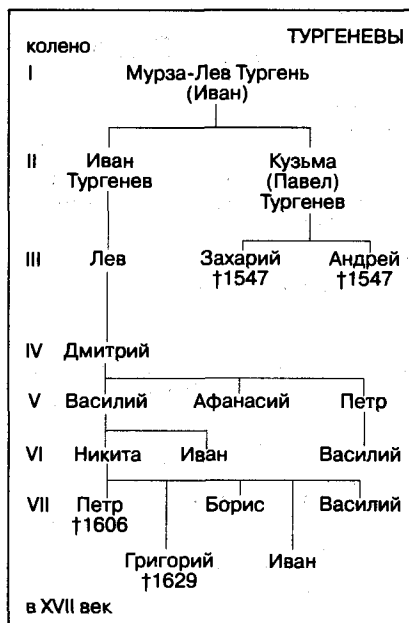 ТУРГЕНЕВЫ
колено
I Мурза-Лев Тургень
(Иван)
II Иван Кузьма
Тургенев (Павел)
Тургенев
III Лев Захарий Андрей
†1547 †1547
IV Дмитрий
V Василий Афанасий Петр
VI Никита Иван Василий
VII Петр Борис Василий
†1606
Григорий Иван
†1629
в XVII век